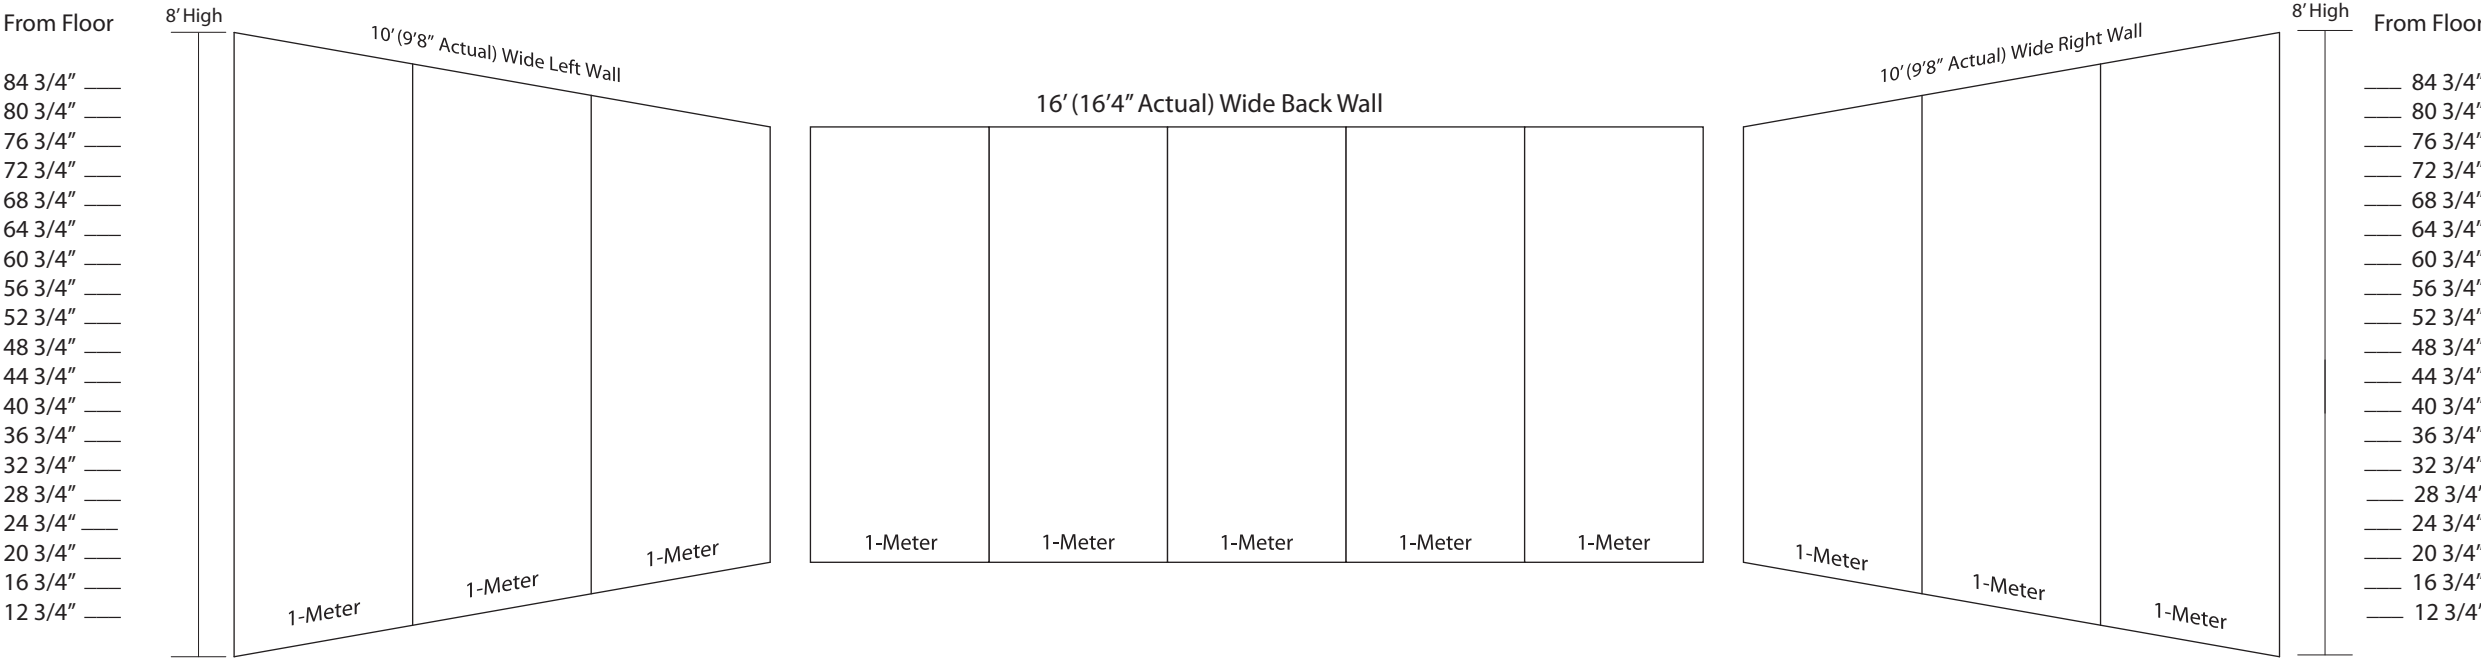 From Floor
84 3/4”
80 3/4”
76 3/4”
72 3/4”
68 3/4”
64 3/4”
60 3/4”
56 3/4”
52 3/4”
48 3/4”
44 3/4”
40 3/4”
36 3/4”
32 3/4”
28 3/4”
24 3/4“
20 3/4”
16 3/4”
12 3/4”
8’ High
10’ (9’8” Actual) Wide Left Wall
1-Meter
1-Meter
1-Meter
16’ (16’4” Actual) Wide Back Wall
1-Meter
1-Meter
1-Meter
1-Meter
1-Meter
10’ (9’8” Actual) Wide Right Wall
1-Meter
1-Meter
1-Meter
8’ High
From Floor
84 3/4”
80 3/4”
76 3/4”
72 3/4”
68 3/4”
64 3/4”
60 3/4”
56 3/4”
52 3/4”
48 3/4”
44 3/4”
40 3/4”
36 3/4”
32 3/4”
28 3/4”
24 3/4”
20 3/4”
16 3/4”
12 3/4”